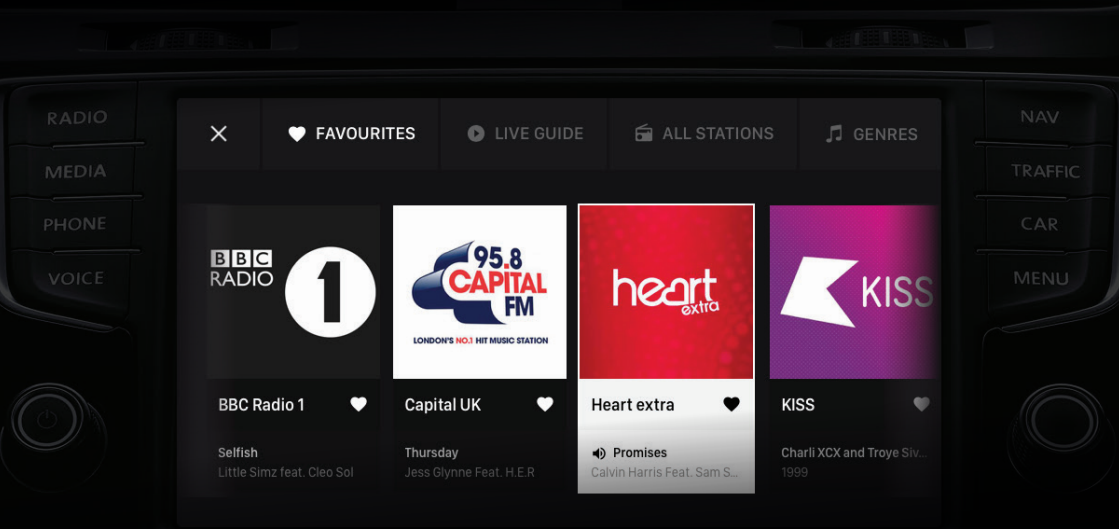 RADIO
MEDIA
PHONE
VOICE
FAVOURITES
LIVE GUIDE
ALL STATIONS
GENRES
NAV
TRAFFIC
CAR
MENU
BBC
RADIO
1
95.8
CAPITAL
FM
LONDON'S NO.1 HIT MUSIC STATION
heart
extra
KISS
BBC Radio 1
Selfish
Little Simz feat. Cleo Sol
Capital UK
Thursday
Jess Glynne Feat. H.E.R
Heart extra
Promises
Calvin Harris Feat. Sam S...
KISS
Charli XCX and Troye Siv...
1999